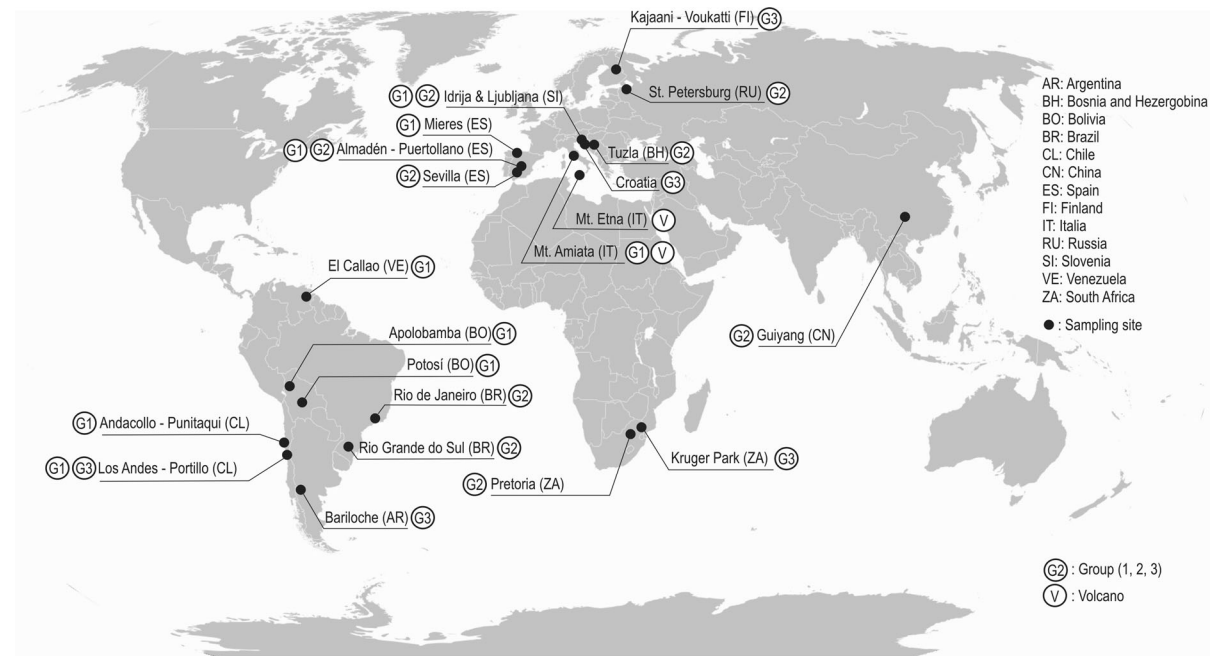 Kajaani - Voukatti (FI) G3
G1 G2 Idrija & Ljubljana (SI)
St. Petersburg (RU) G2
G1 Mieres (ES)
G1 G2 Almadén - Puertollano (ES)
Tuzla (BH) G2
G2 Sevilla (ES)
Croatia G3
Mt. Etna (IT) V
Mt. Amiata (IT) G1 V
El Callao (VE) G1
Apolobamba (BO) G1
G2 Guiyang (CN)
Potosí (BO) G1
Rio de Janeiro (BR) G2
G1 Andacollo - Punitaqui (CL)
Rio Grande do Sul (BR) G2
G1 G3 Los Andes - Portillo (CL)
Kruger Park (ZA) G3
G2 Pretoria (ZA)
Bariloche (AR) G3
AR: Argentina
BH: Bosnia and Hezergobina
BO: Bolivia
BR: Brazil
CL: Chile
CN: China
ES: Spain
FI: Finland
IT: Italia
RU: Russia
SI: Slovenia
VE: Venezuela
ZA: South Africa
: Sampling site
G2 : Group (1, 2, 3)
V : Volcano